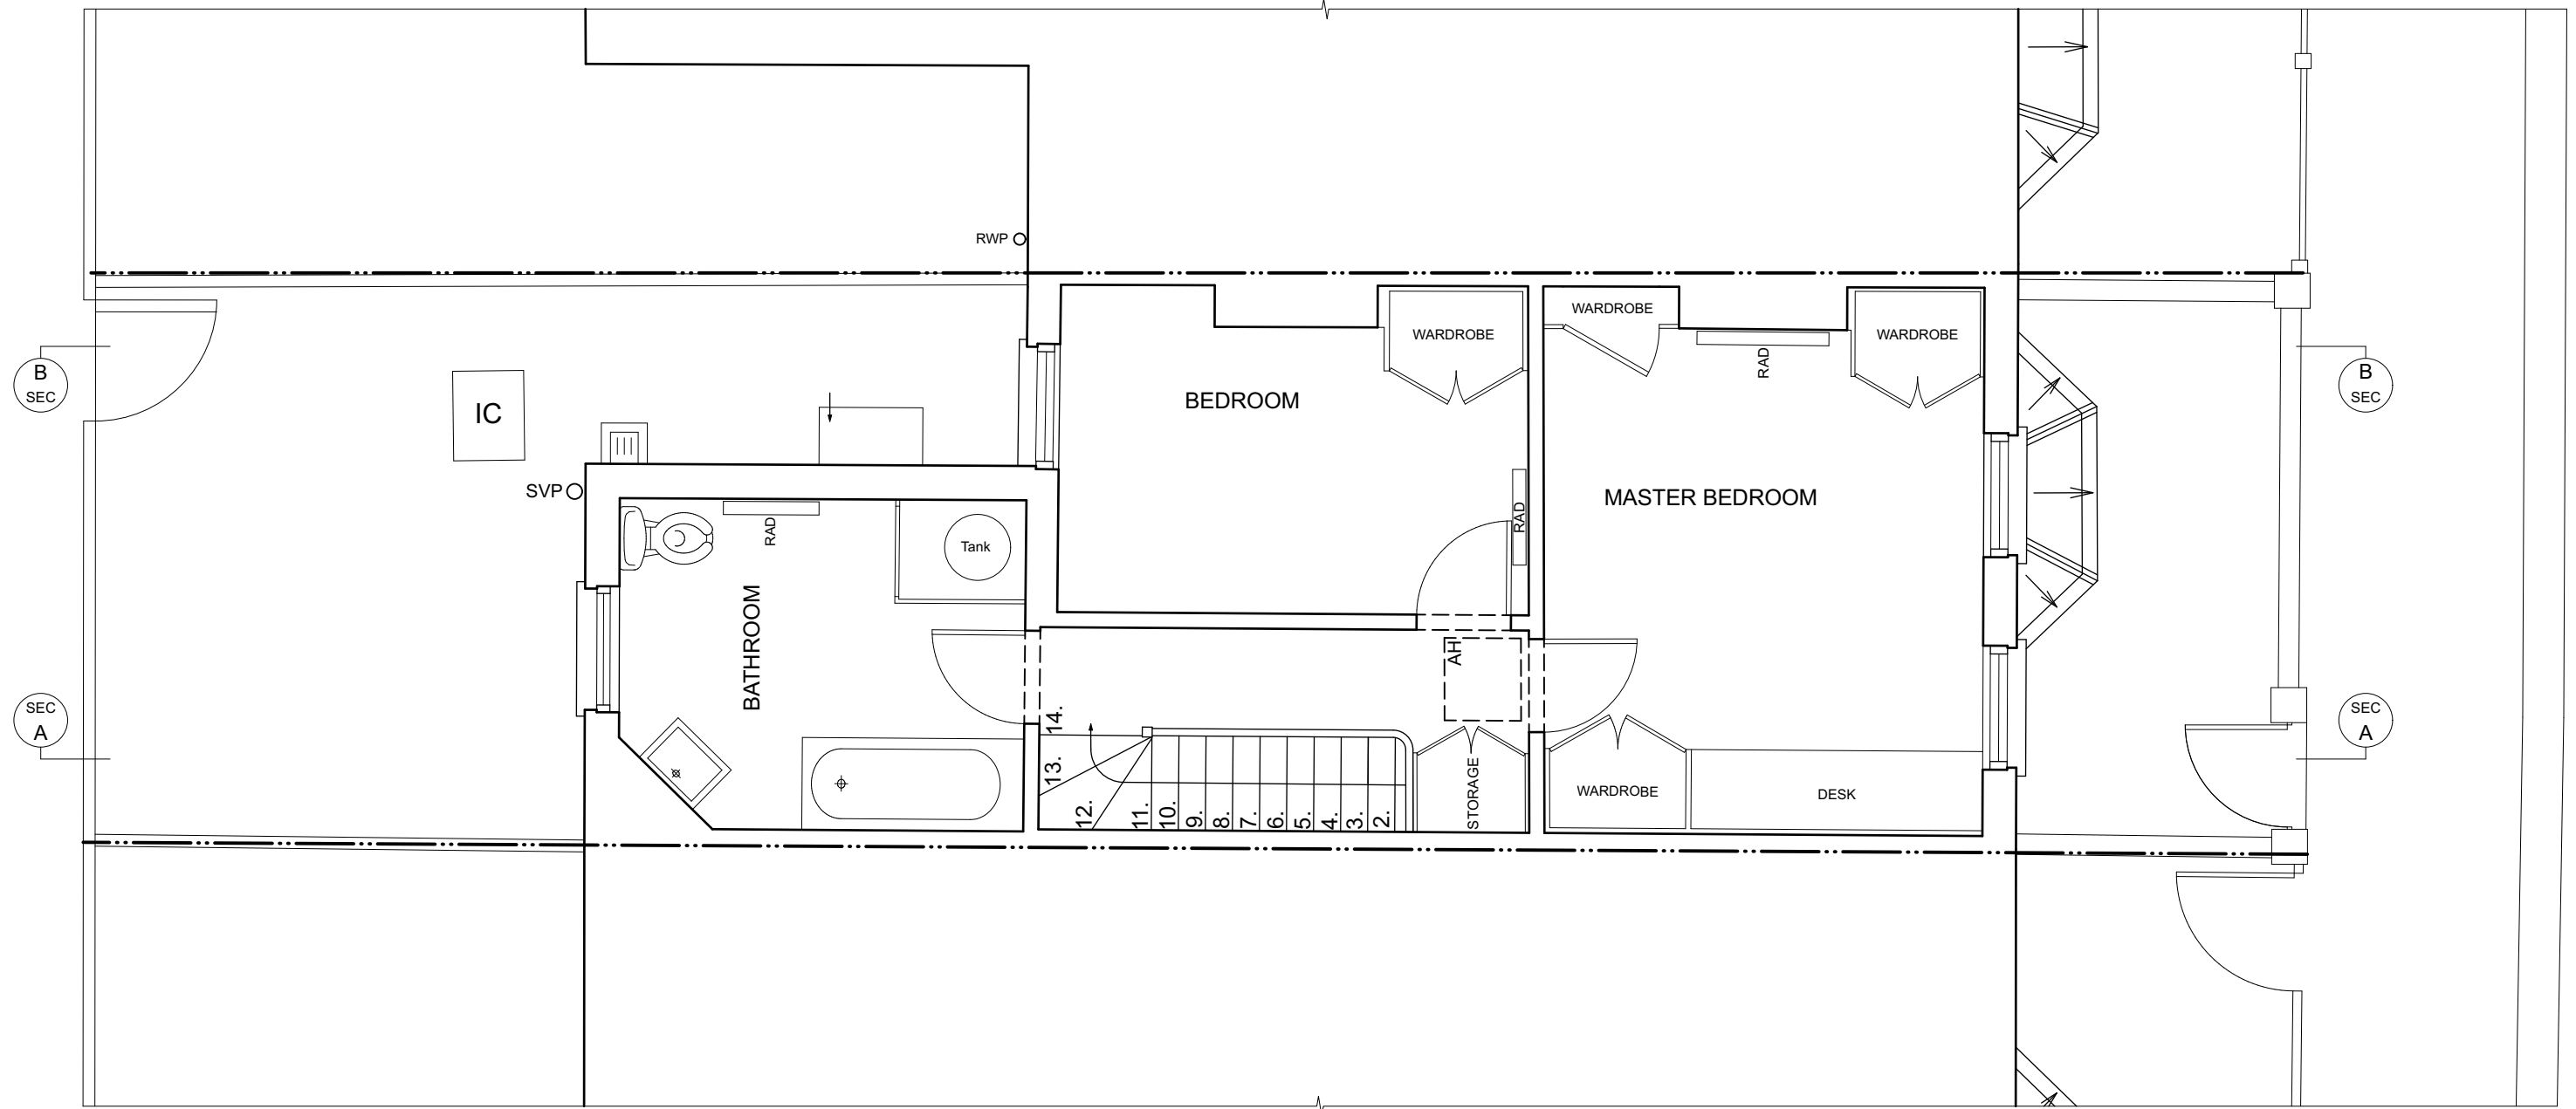 RWP
WARDROBE
WARDROBE
WARDROBE
RAD
B
SEC
B
SEC
BEDROOM
IC
MASTER BEDROOM
SVP
RAD
RAD
Tank
BATHROOM
AH
SEC
A
SEC
A
14.
13.
12.
11.
10.
9.
8.
7.
6.
5.
4.
3.
2.
STORAGE
WARDROBE
DESK